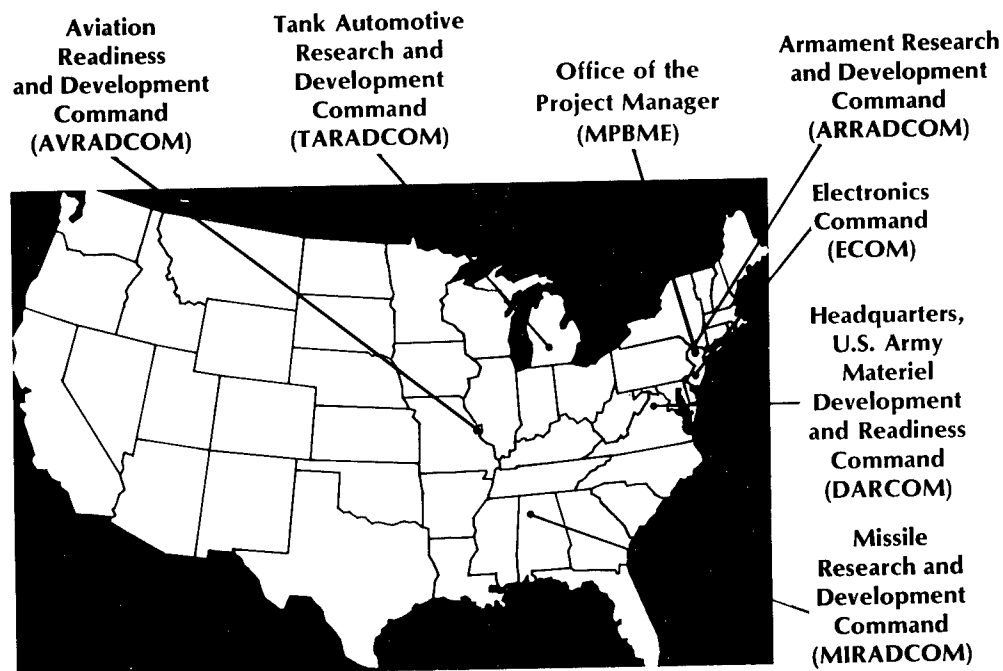 Aviation
Readiness
and Development
Command
(AVRADCOM)
Tank Automotive
Research and
Development
Command
(TARADCOM)
Office of the
Project Manager
(MPBME)
Armament Research
and Development
Command
(ARRADCOM)
Electronics
Command
(ECOM)
Headquarters,
U.S. Army
Materiel
Development
and Readiness
Command
(DARCOM)
Missile
Research and
Development
Command
(MIRADCOM)